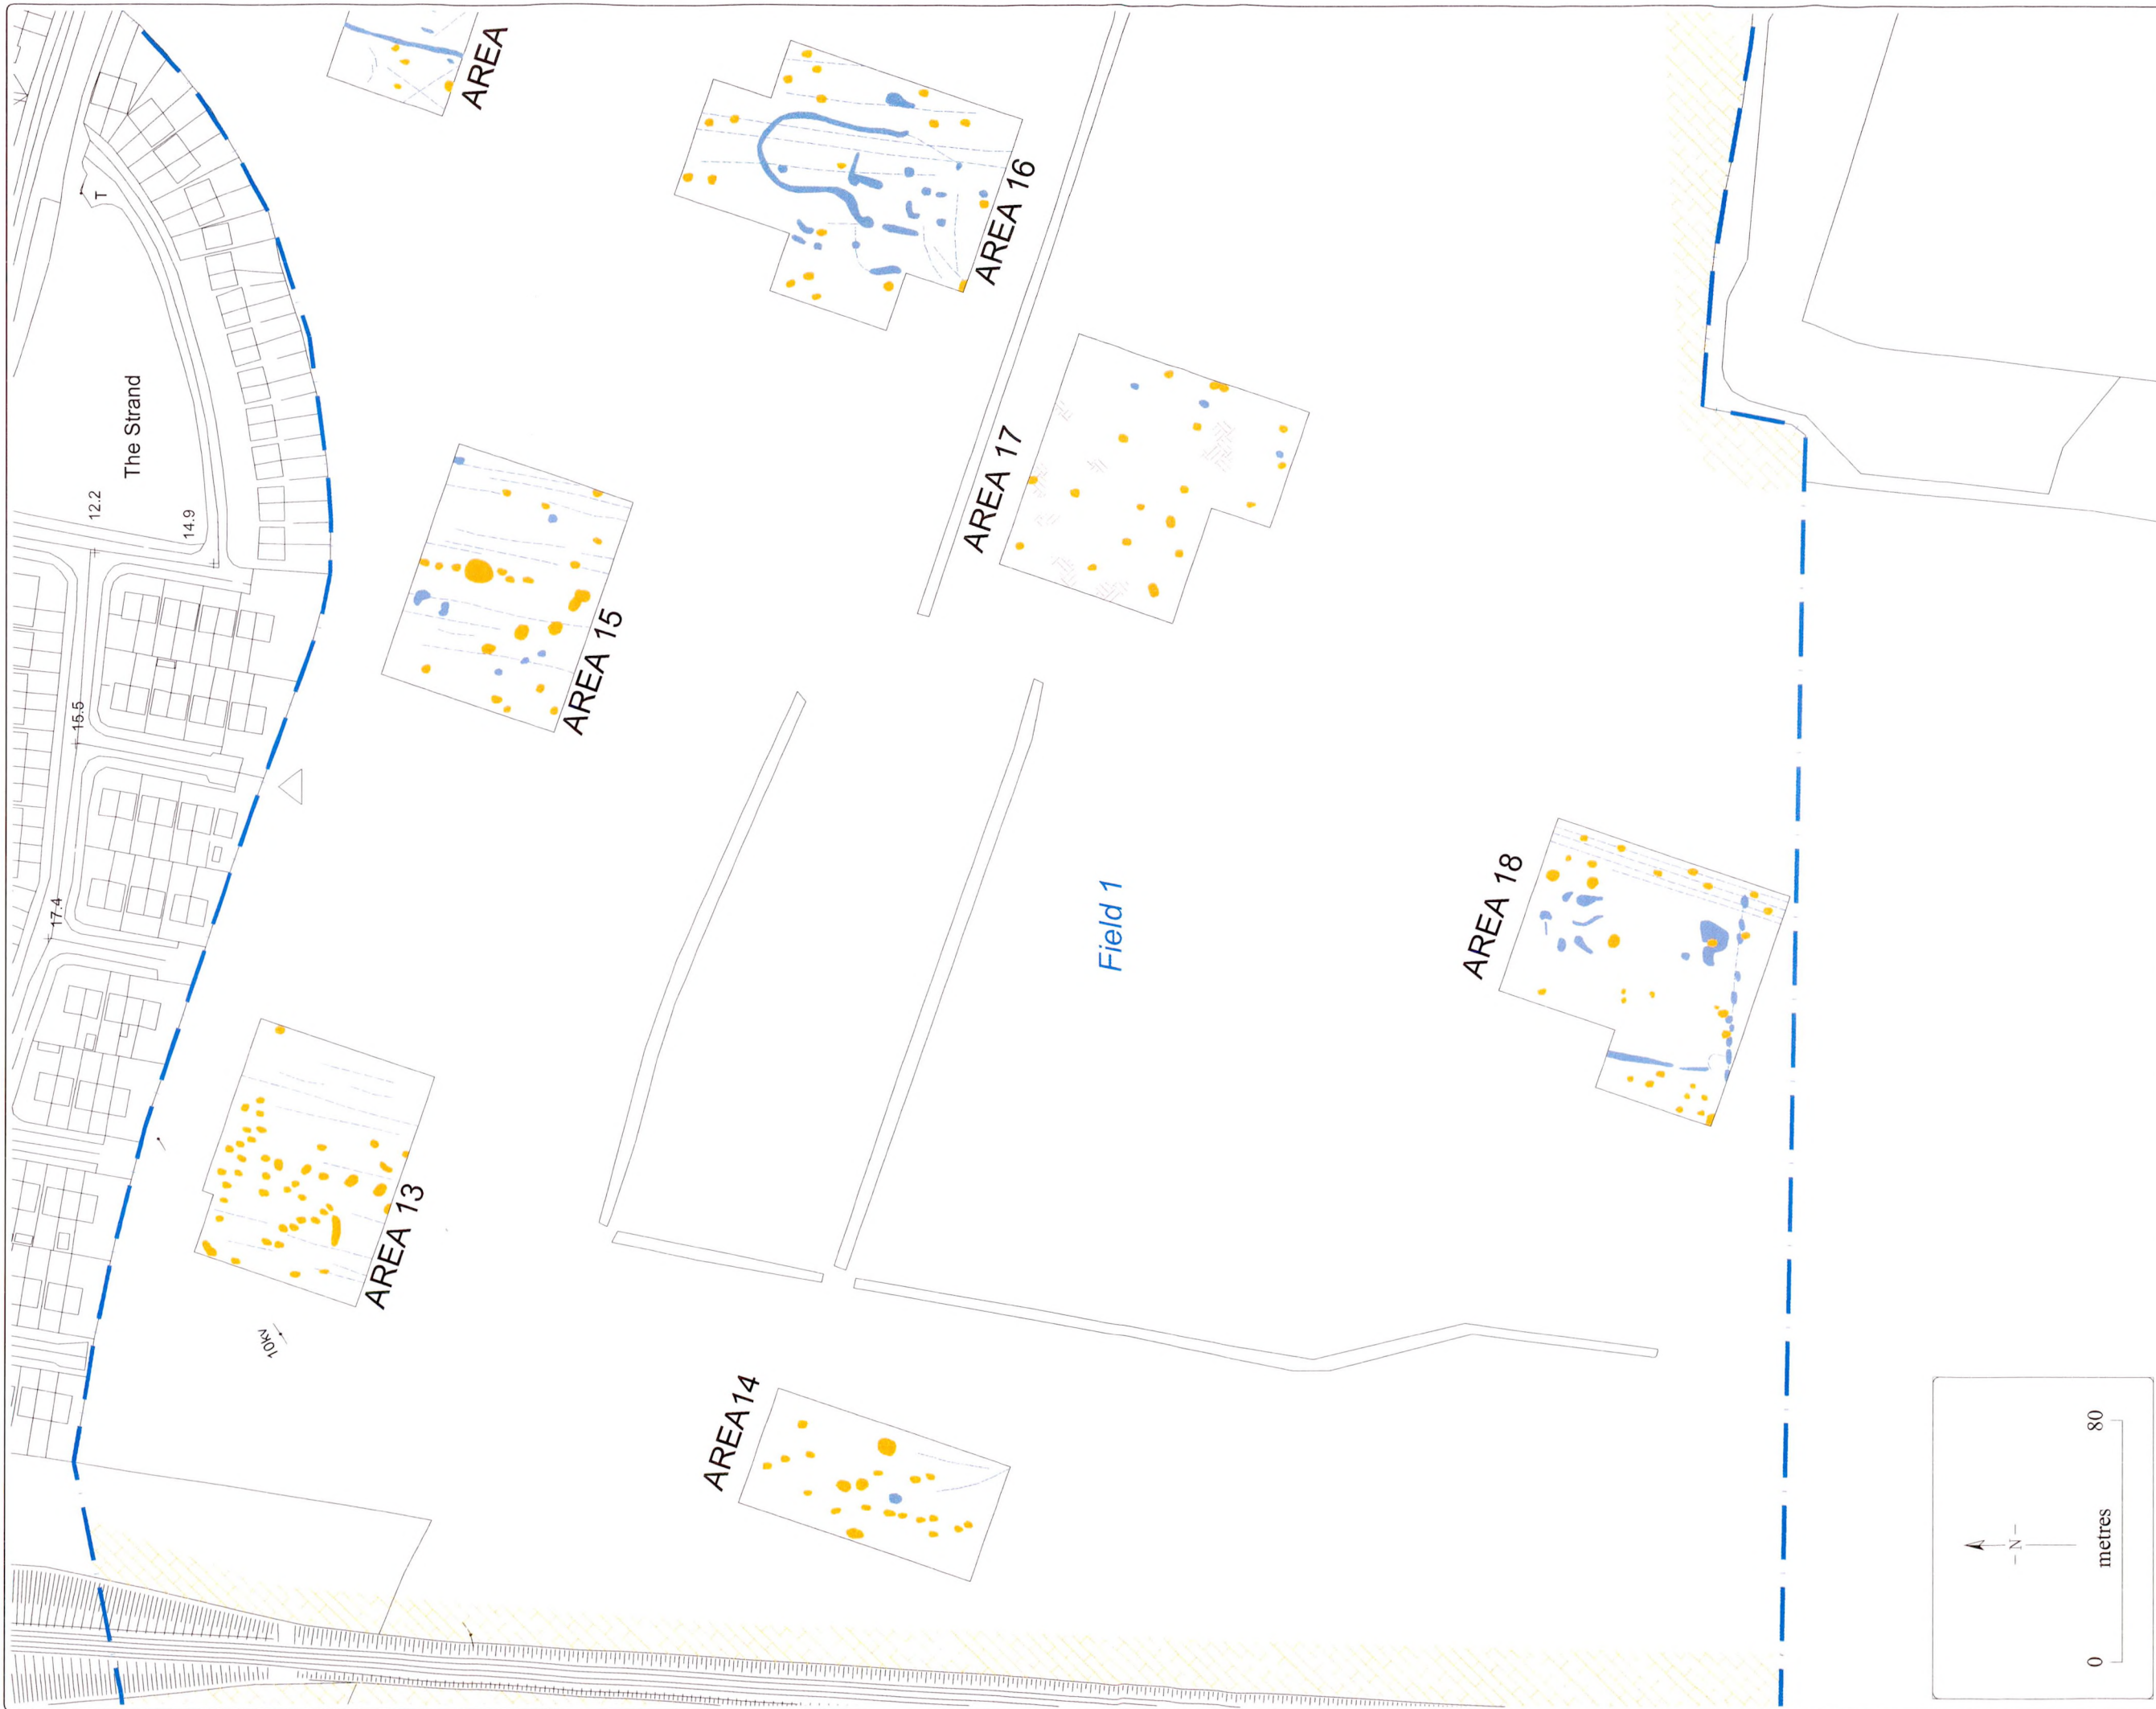 T
AREA
The Strand
AREA 16
12.2
14.9
AREA 17
15.5
AREA 15
17.4
Field 1
AREA 18
AREA 13
10kv
AREA14
- N -
0 metres 80